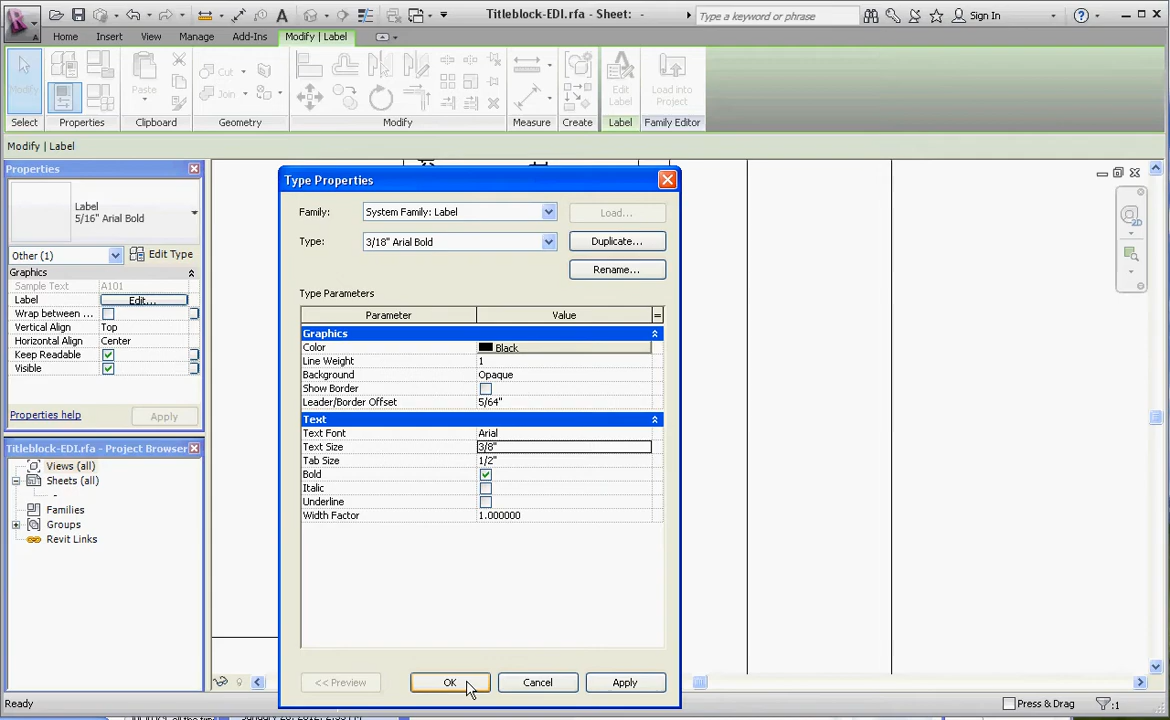 Titleblock-EDI.rfa - Sheet: -
Type a keyword or phrase
Sign In
Home Insert View Manage Add-Ins Modify | Label
Modify
Paste
Cut
Join
Edit Label
Load into Project
Select Properties Clipboard Geometry Modify Measure Create Label Family Editor
Modify | Label
Properties
Label
5/16" Arial Bold
Other (1) Edit Type
Graphics
Sample Text A101
Label Edit...
Wrap between ...
Vertical Align Top
Horizontal Align Center
Keep Readable
Visible
Properties help Apply
Titleblock-EDI.rfa - Project Browser
Views (all)
Sheets (all)
-
Families
Groups
Revit Links
Type Properties
Family: System Family: Label Load...
Type: 3/18" Arial Bold Duplicate...
Rename...
Type Parameters
Parameter Value =
Graphics
Color Black
Line Weight 1
Background Opaque
Show Border
Leader/Border Offset 5/64"
Text
Text Font Arial
Text Size 3/8"
Tab Size 1/2"
Bold
Italic
Underline
Width Factor 1.000000
<< Preview OK Cancel Apply
2D
Ready
Press & Drag :1